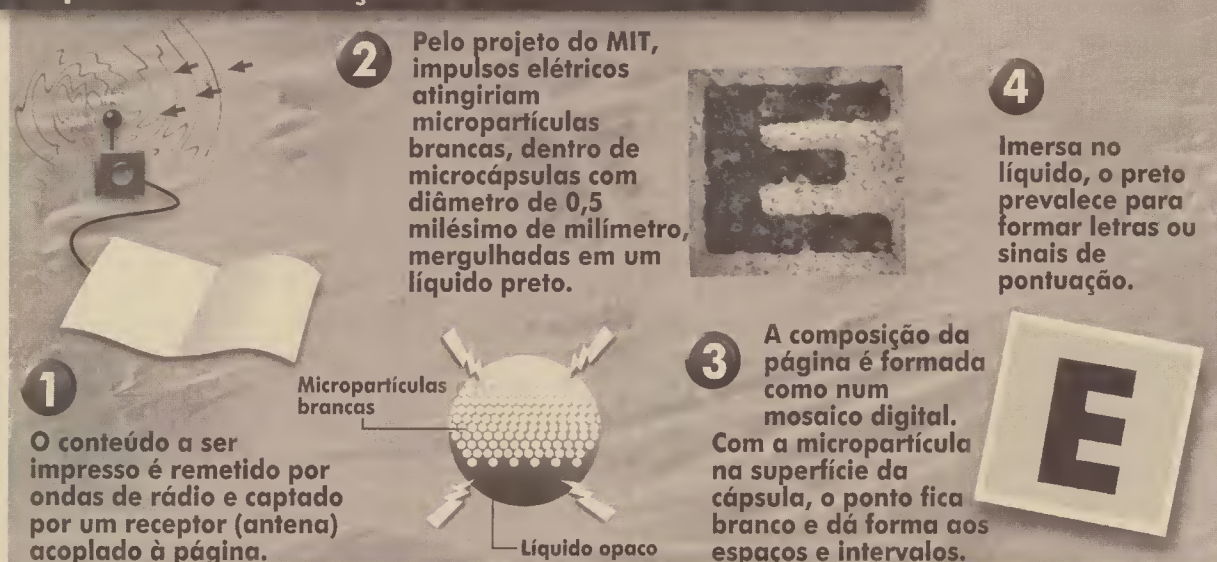 1
O conteúdo a ser
impresso é remetido por
ondas de rádio e captado
por um receptor (antena)
acoplado à página.
2
Pelo projeto do MIT,
impulsos elétricos
atingiriam
micropartículas
brancas, dentro de
microcápsulas com
diâmetro de 0,5
milésimo de milímetro,
mergulhadas em um
líquido preto.
Micropartículas
brancas
Líquido opaco
E
3
A composição da
página é formada
como num
mosaico digital.
Com a micropartícula
na superfície da
cápsula, o ponto fica
branco e dá forma aos
espaços e intervalos.
4
Imersa no
líquido, o preto
prevalece para
formar letras ou
sinais de
pontuação.
E